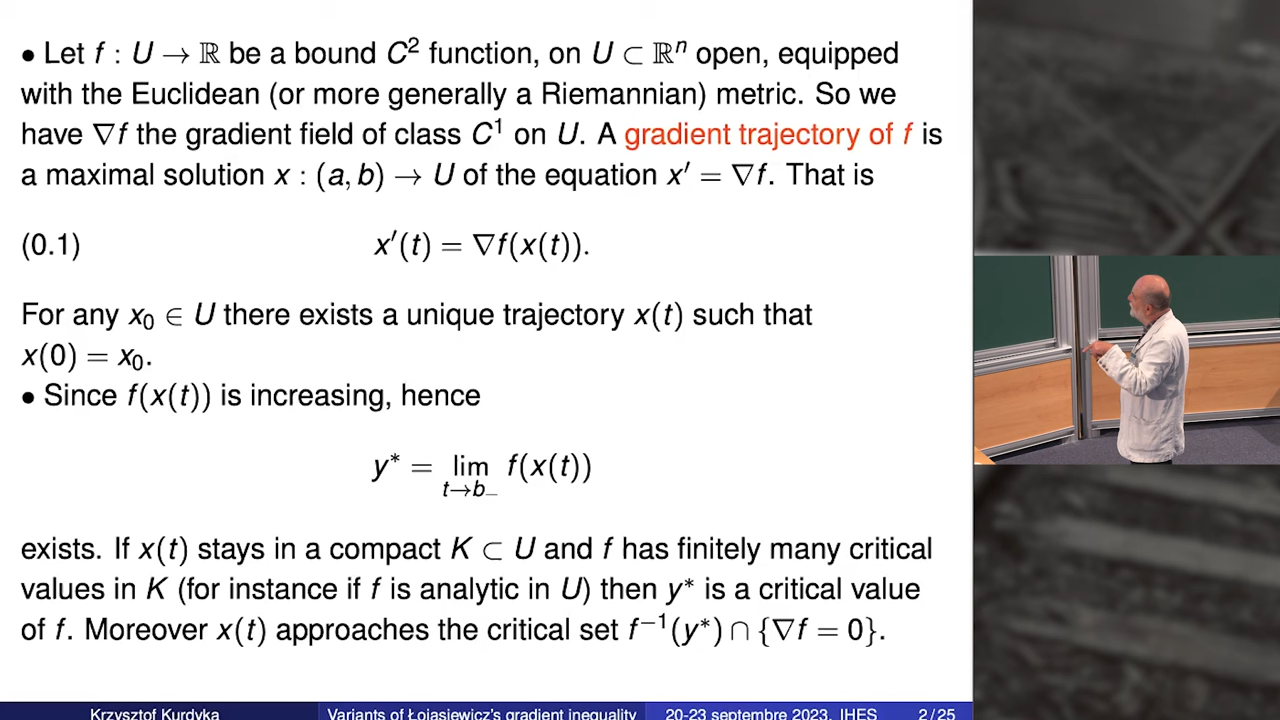 • Let f : U → ℝ be a bound C² function, on U ⊂ ℝⁿ open, equipped
with the Euclidean (or more generally a Riemannian) metric. So we
have ∇f the gradient field of class C¹ on U. A gradient trajectory of f is
a maximal solution x : (a, b) → U of the equation x′ = ∇f. That is
(0.1) x′(t) = ∇f(x(t)).
For any x₀ ∈ U there exists a unique trajectory x(t) such that
x(0) = x₀.
• Since f(x(t)) is increasing, hence
y* = lim f(x(t))
t→b₋
exists. If x(t) stays in a compact K ⊂ U and f has finitely many critical
values in K (for instance if f is analytic in U) then y* is a critical value
of f. Moreover x(t) approaches the critical set f⁻¹(y*) ∩ {∇f = 0}.
Krzysztof Kurdyka Variants of Łojasiewicz's gradient inequality 20-23 septembre 2023, IHES 2 / 25